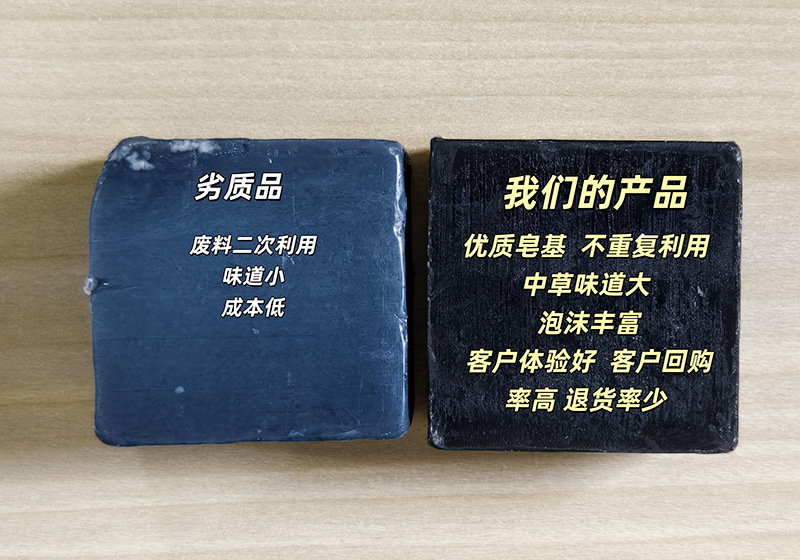 劣质品
废料二次利用
味道小
成本低
我们的产品
优质皂基 不重复利用
中草味道大
泡沫丰富
客户体验好 客户回购
率高 退货率少